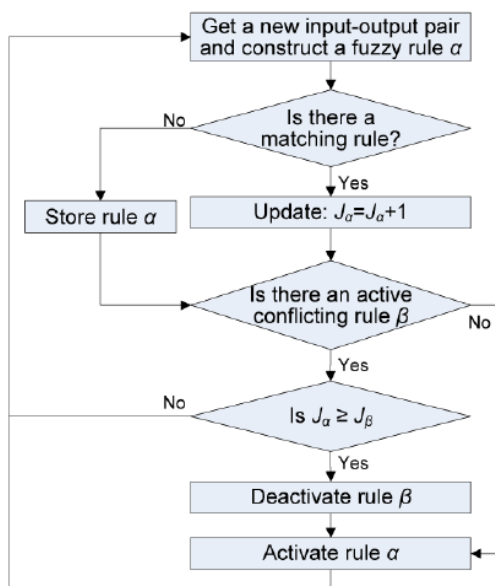 Get a new input-output pair
and construct a fuzzy rule α
Is there a
matching rule?
No
Yes
Store rule α
Update: Jα=Jα+1
Is there an active
conflicting rule β
No
Yes
Is Jα ≥ Jβ
No
Yes
Deactivate rule β
Activate rule α